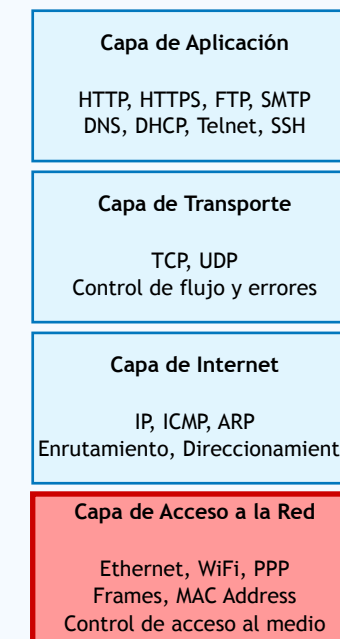 Capa de Aplicación
HTTP, HTTPS, FTP, SMTP
DNS, DHCP, Telnet, SSH
Capa de Transporte
TCP, UDP
Control de flujo y errores
Capa de Internet
IP, ICMP, ARP
Enrutamiento, Direccionamient
Capa de Acceso a la Red
Ethernet, WiFi, PPP
Frames, MAC Address
Control de acceso al medio